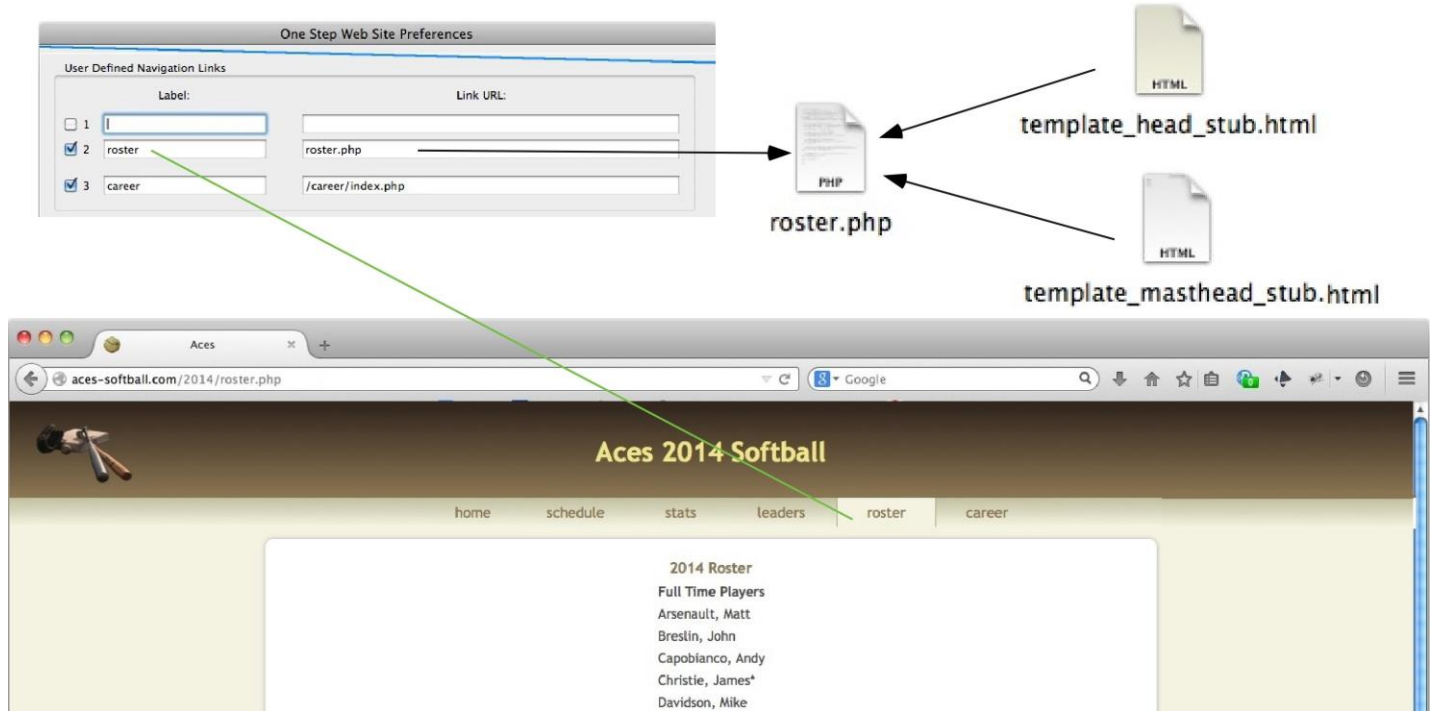 One Step Web Site Preferences
User Defined Navigation Links
Label: Link URL:
1
2 roster roster.php
3 career /career/index.php
HTML
template_head_stub.html
PHP
roster.php
HTML
template_masthead_stub.html
Aces
aces-softball.com/2014/roster.php
8 Google
Aces 2014 Softball
home schedule stats leaders roster career
2014 Roster
Full Time Players
Arsenault, Matt
Breslin, John
Capobianco, Andy
Christie, James*
Davidson, Mike